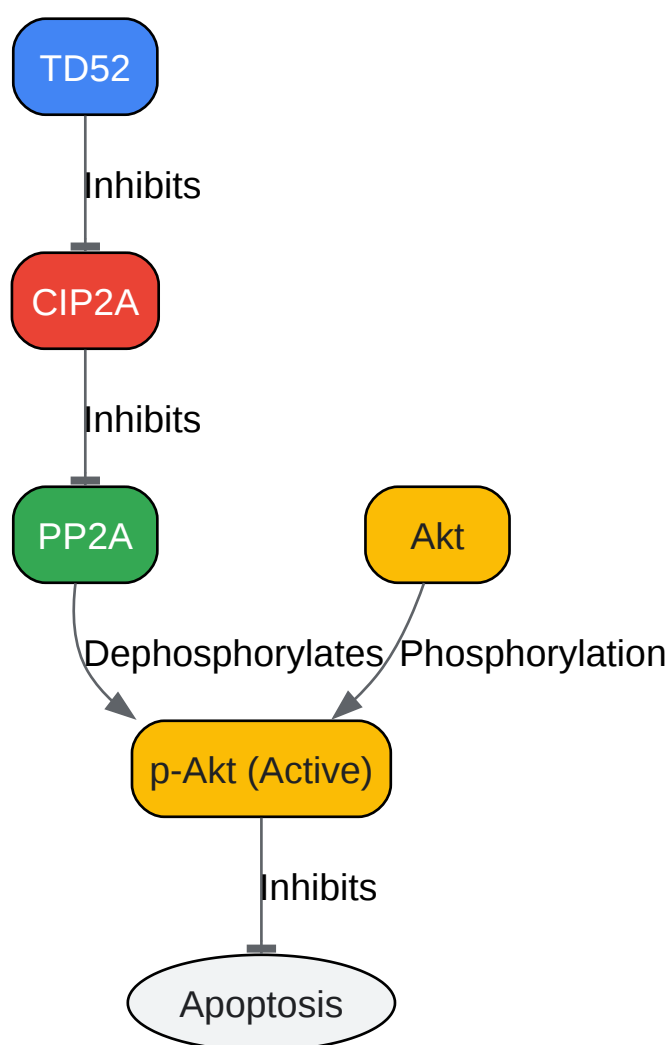 TD52
Inhibits
CIP2A
Inhibits
PP2A
Akt
Dephosphorylates
Phosphorylation
p-Akt (Active)
Inhibits
Apoptosis